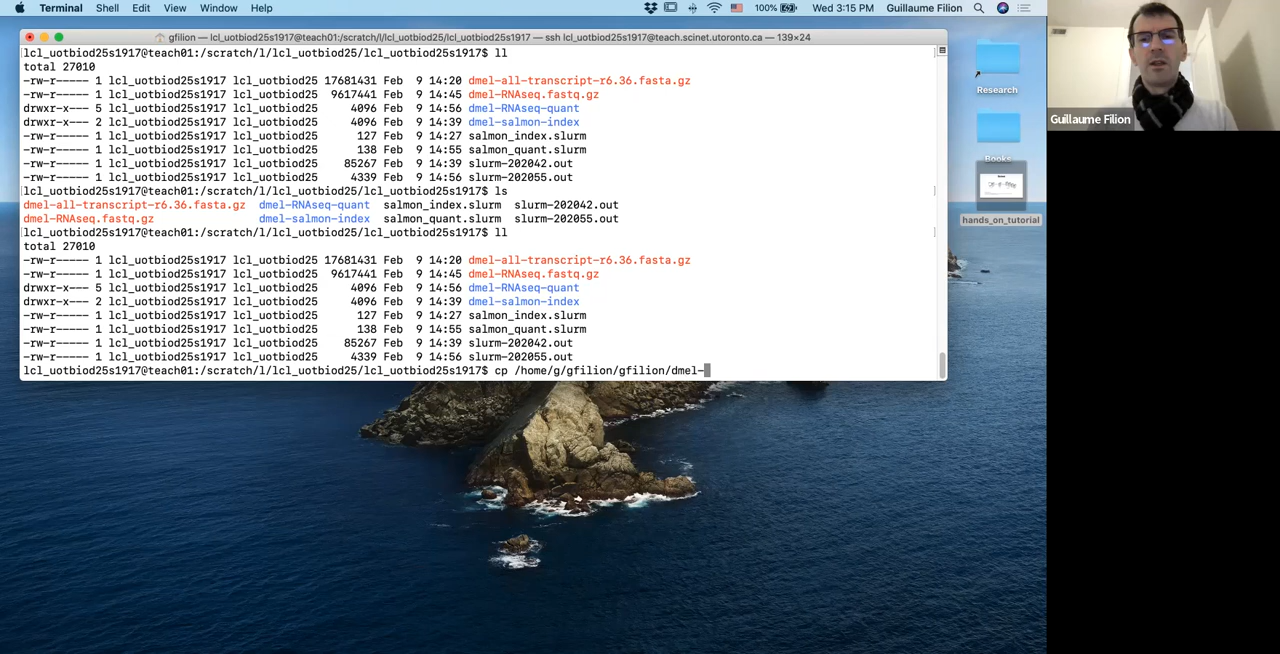 Terminal Shell Edit View Window Help 100% Wed 3:15 PM Guillaume Filion
gfilion — lcl_uotbiod25s1917@teach01:/scratch/l/lcl_uotbiod25/lcl_uotbiod25s1917 — ssh lcl_uotbiod25s1917@teach.scinet.utoronto.ca — 139×24
lcl_uotbiod25s1917@teach01:/scratch/l/lcl_uotbiod25/lcl_uotbiod25s1917$ ll
total 27010
-rw-r----- 1 lcl_uotbiod25s1917 lcl_uotbiod25 17681431 Feb  9 14:20 dmel-all-transcript-r6.36.fasta.gz
-rw-r----- 1 lcl_uotbiod25s1917 lcl_uotbiod25  9617441 Feb  9 14:45 dmel-RNAseq.fastq.gz
drwxr-x--- 5 lcl_uotbiod25s1917 lcl_uotbiod25     4096 Feb  9 14:56 dmel-RNAseq-quant
drwxr-x--- 2 lcl_uotbiod25s1917 lcl_uotbiod25     4096 Feb  9 14:39 dmel-salmon-index
-rw-r----- 1 lcl_uotbiod25s1917 lcl_uotbiod25      127 Feb  9 14:27 salmon_index.slurm
-rw-r----- 1 lcl_uotbiod25s1917 lcl_uotbiod25      138 Feb  9 14:55 salmon_quant.slurm
-rw-r----- 1 lcl_uotbiod25s1917 lcl_uotbiod25    85267 Feb  9 14:39 slurm-202042.out
-rw-r----- 1 lcl_uotbiod25s1917 lcl_uotbiod25     4339 Feb  9 14:56 slurm-202055.out
lcl_uotbiod25s1917@teach01:/scratch/l/lcl_uotbiod25/lcl_uotbiod25s1917$ ls
dmel-all-transcript-r6.36.fasta.gz  dmel-RNAseq-quant  salmon_index.slurm  slurm-202042.out
dmel-RNAseq.fastq.gz                dmel-salmon-index  salmon_quant.slurm  slurm-202055.out
lcl_uotbiod25s1917@teach01:/scratch/l/lcl_uotbiod25/lcl_uotbiod25s1917$ ll
total 27010
-rw-r----- 1 lcl_uotbiod25s1917 lcl_uotbiod25 17681431 Feb  9 14:20 dmel-all-transcript-r6.36.fasta.gz
-rw-r----- 1 lcl_uotbiod25s1917 lcl_uotbiod25  9617441 Feb  9 14:45 dmel-RNAseq.fastq.gz
drwxr-x--- 5 lcl_uotbiod25s1917 lcl_uotbiod25     4096 Feb  9 14:56 dmel-RNAseq-quant
drwxr-x--- 2 lcl_uotbiod25s1917 lcl_uotbiod25     4096 Feb  9 14:39 dmel-salmon-index
-rw-r----- 1 lcl_uotbiod25s1917 lcl_uotbiod25      127 Feb  9 14:27 salmon_index.slurm
-rw-r----- 1 lcl_uotbiod25s1917 lcl_uotbiod25      138 Feb  9 14:55 salmon_quant.slurm
-rw-r----- 1 lcl_uotbiod25s1917 lcl_uotbiod25    85267 Feb  9 14:39 slurm-202042.out
-rw-r----- 1 lcl_uotbiod25s1917 lcl_uotbiod25     4339 Feb  9 14:56 slurm-202055.out
lcl_uotbiod25s1917@teach01:/scratch/l/lcl_uotbiod25/lcl_uotbiod25s1917$ cp /home/g/gfilion/gfilion/dmel-
Research
Books
hands_on_tutorial
Guillaume Filion